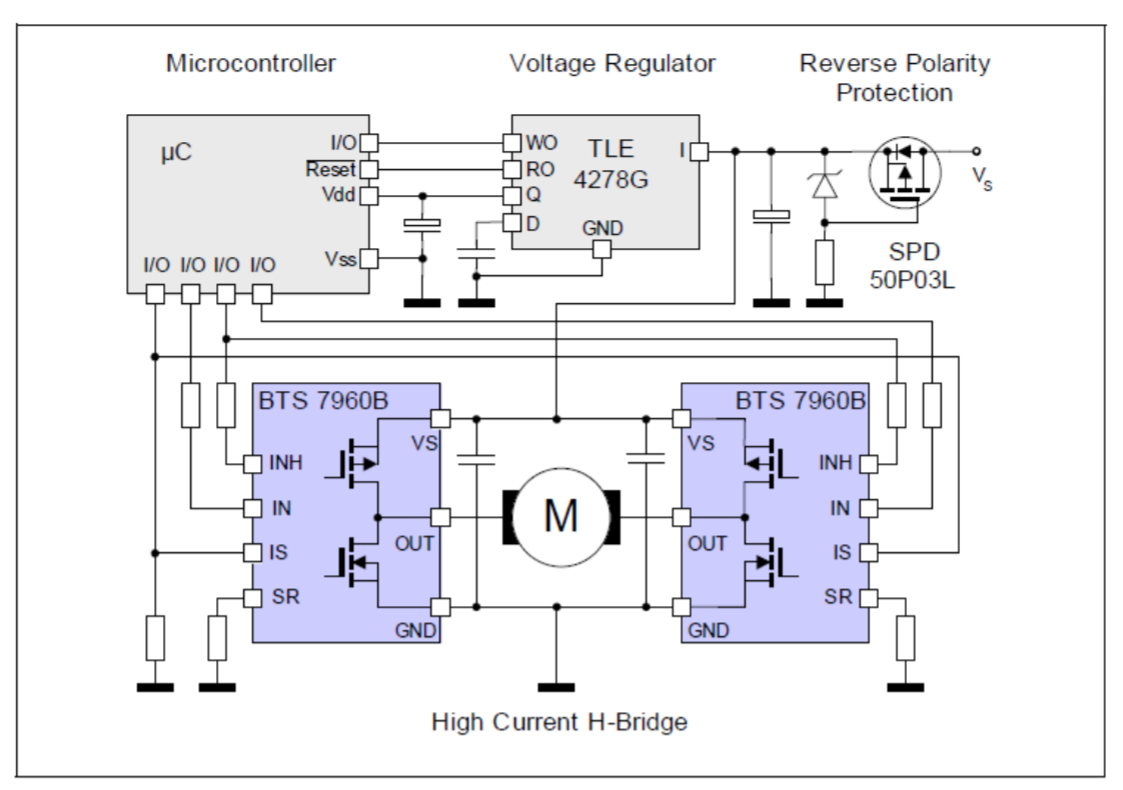 Microcontroller
Voltage Regulator
Reverse Polarity
Protection
µC
I/O
Reset
Vdd
Vss
I/O I/O I/O I/O
WO
RO
Q
D
TLE
4278G
I
GND
VS
SPD
50P03L
BTS 7960B
VS
INH
IN
IS
SR
OUT
GND
M
BTS 7960B
VS
INH
IN
IS
SR
OUT
GND
High Current H-Bridge